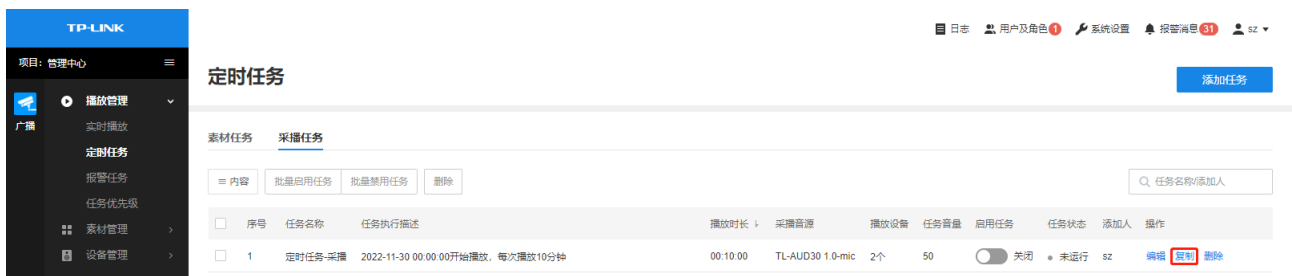 TP-LINK
日志 用户及角色 1 系统设置 报警消息 31 sz
项目: 管理中心
定时任务
添加任务
广播
播放管理
实时播放
定时任务
报警任务
任务优先级
素材管理
设备管理
素材任务 采播任务
内容 批量启用任务 批量禁用任务 删除
任务名称/添加人
序号 任务名称 任务执行描述 播放时长 采播音源 播放设备 任务音量 启用任务 任务状态 添加人 操作
1 定时任务-采播 2022-11-30 00:00:00开始播放，每次播放10分钟 00:10:00 TL-AUD30 1.0-mic 2个 50 关闭 未运行 sz 编辑 复制 删除